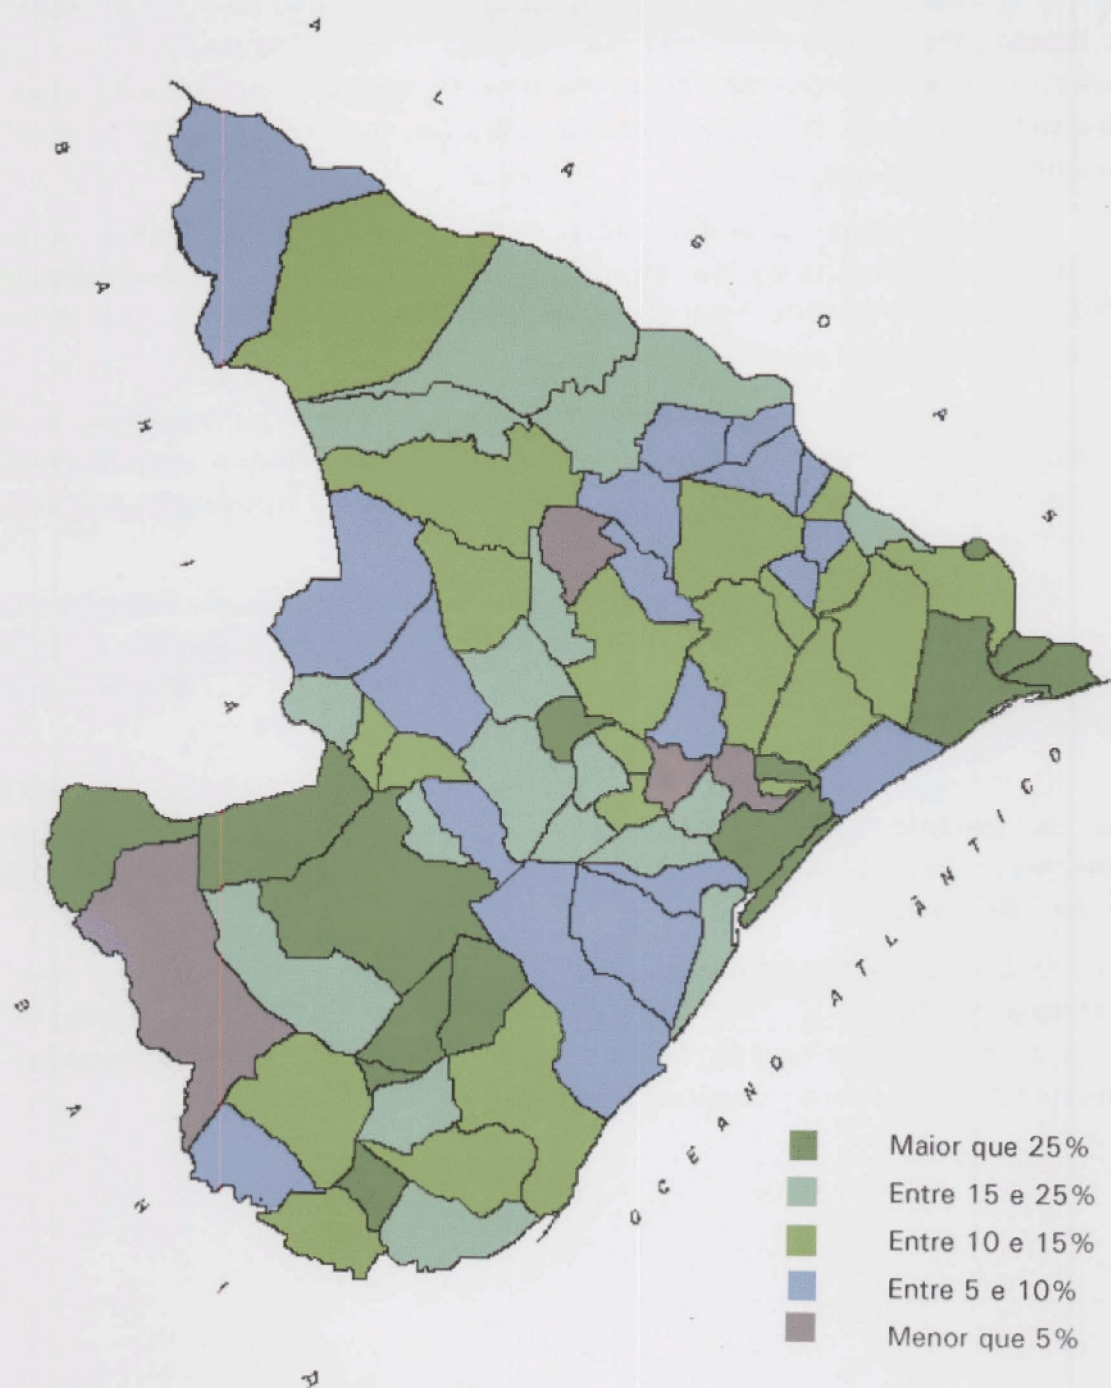 ALAGOAS
BAHIA
OCEANO ATLÂNTICO
BAHIA
Maior que 25%
Entre 15 e 25%
Entre 10 e 15%
Entre 5 e 10%
Menor que 5%